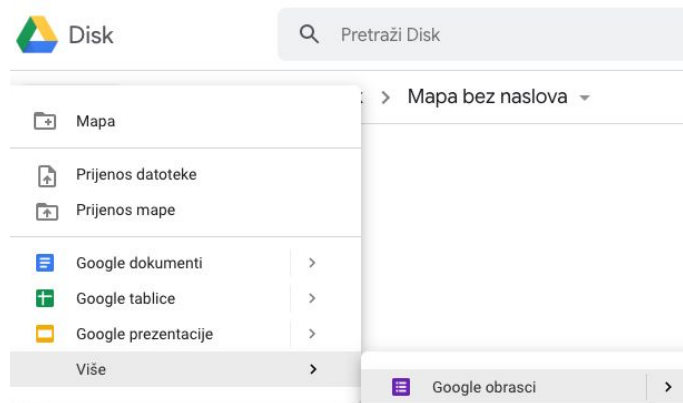 Disk
Pretraži Disk
Mapa bez naslova
Mapa
Prijenos datoteke
Prijenos mape
Google dokumenti
Google tablice
Google prezentacije
Više
Google obrasci